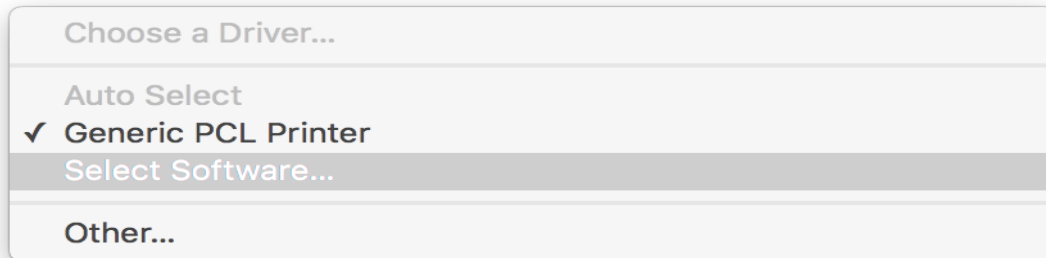 Choose a Driver...
Auto Select
✓ Generic PCL Printer
Select Software...
Other...